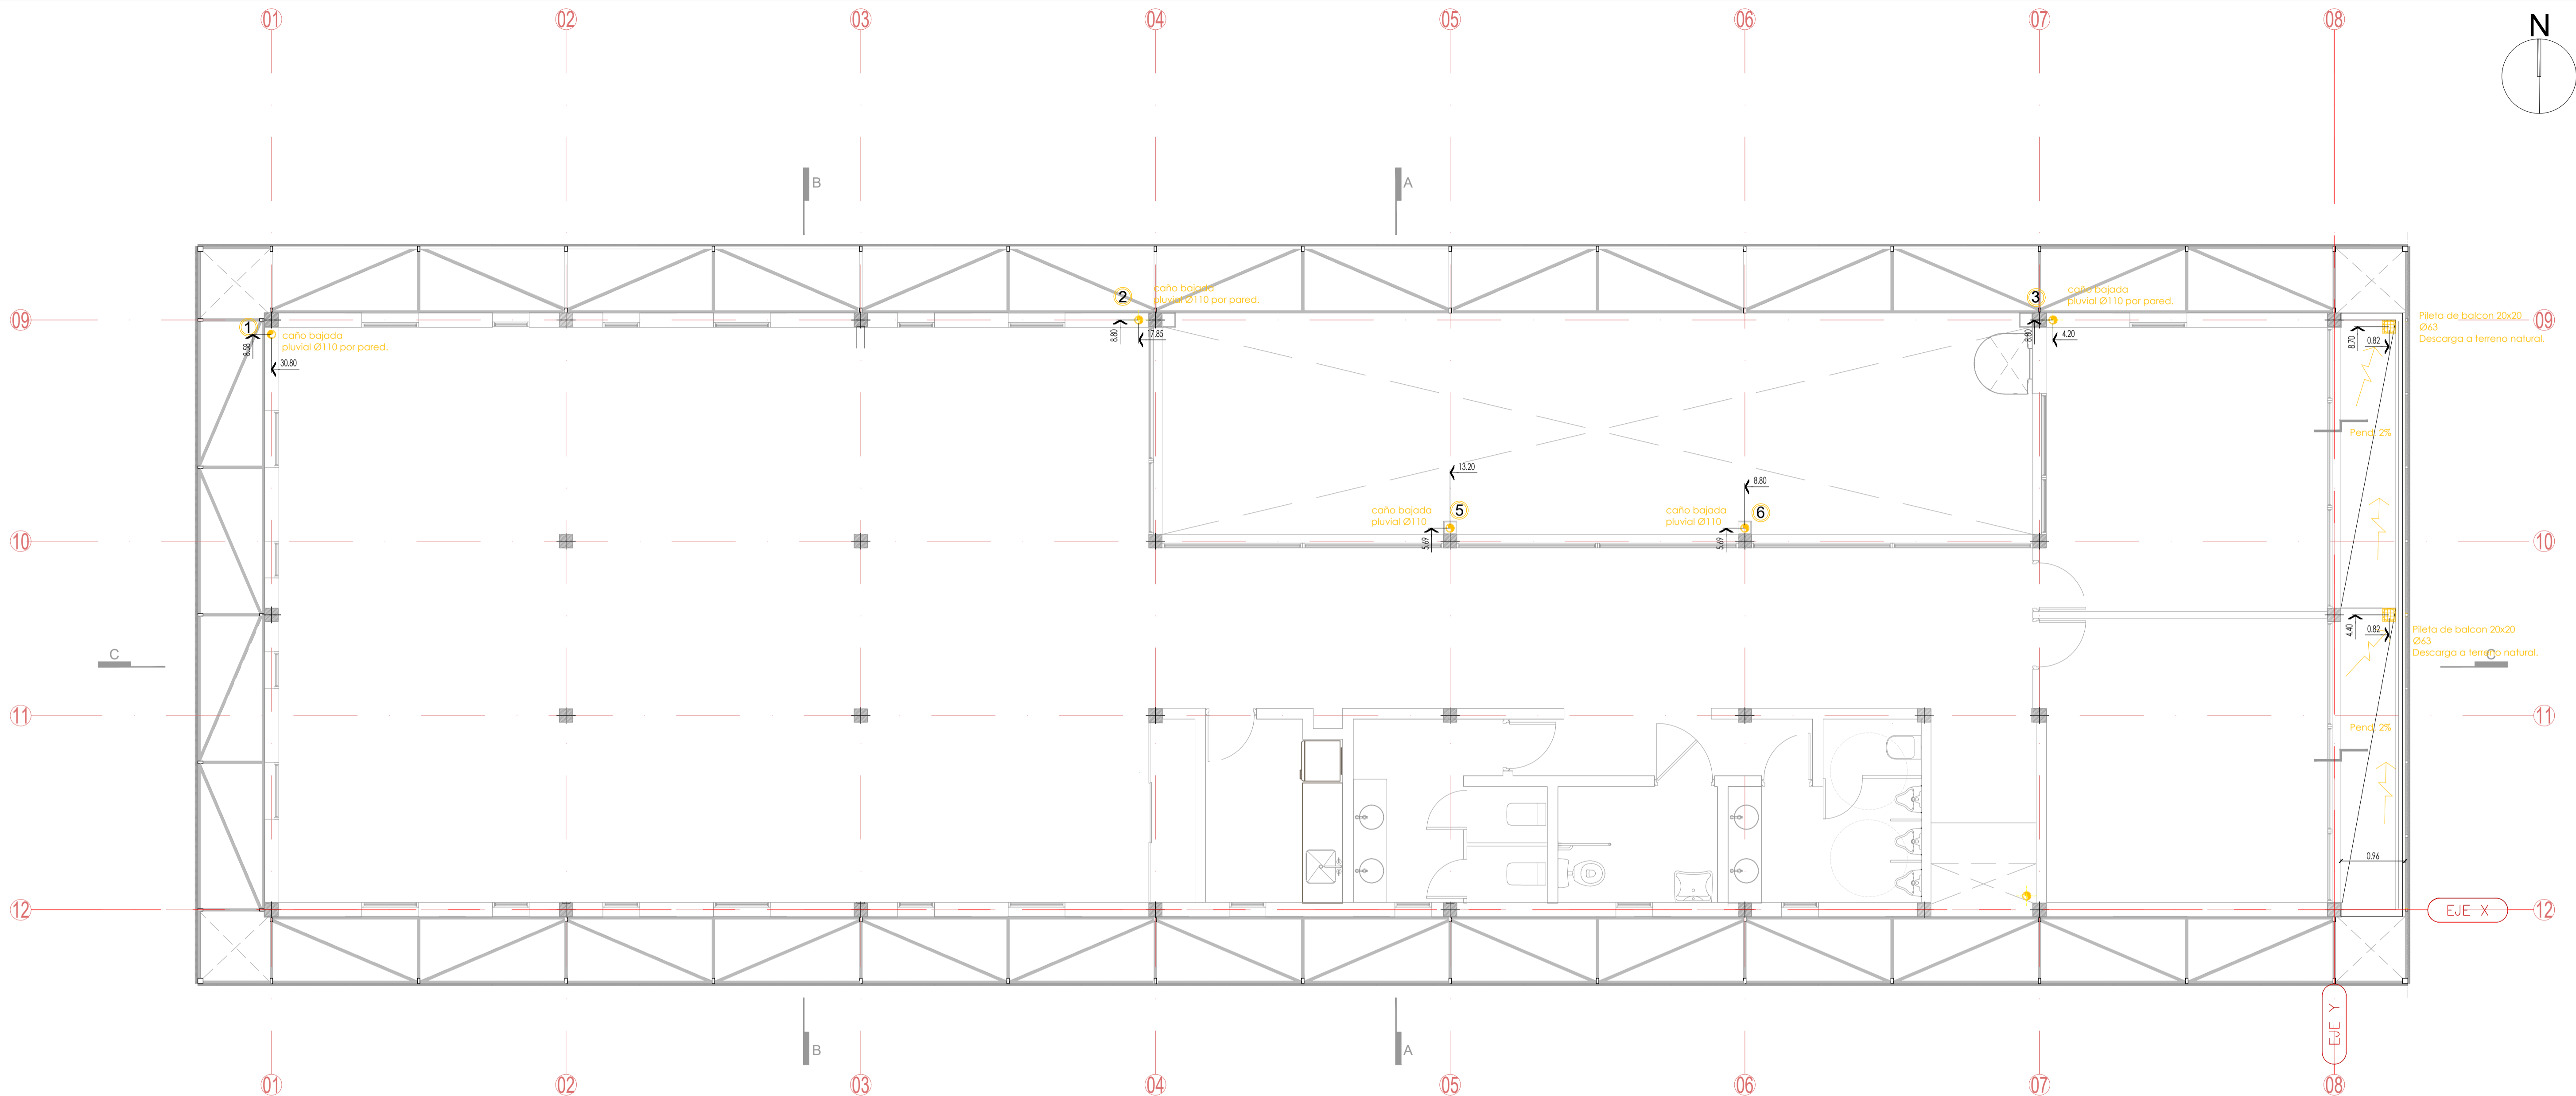 01 02 03 04 05 06 07 08
N
B A
2 caño bajada
pluvial Ø110 por pared.
3 caño bajada
pluvial Ø110 por pared.
09 09
1 caño bajada
pluvial Ø110 por pared.
8.58
30.80
8.80
17.85
8.80
4.20
8.70
0.82
Pileta de balcon 20x20
Ø63
Descarga a terreno natural.
Pend. 2%
13.20
8.80
caño bajada
pluvial Ø110
5
caño bajada
pluvial Ø110
6
5.69
5.69
10 10
4.40
0.82
Pileta de balcon 20x20
Ø63
Descarga a terreno natural.
C C
11 11
Pend. 2%
0.96
12 EJE X 12
EJE Y
B A
01 02 03 04 05 06 07 08